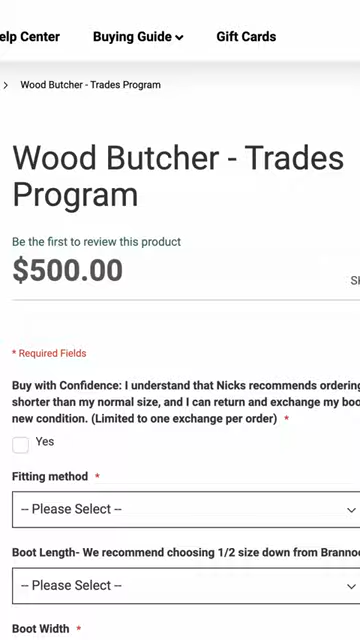 elp Center Buying Guide Gift Cards
Wood Butcher - Trades Program
Wood Butcher - Trades
Program
Be the first to review this product
$500.00
SK
* Required Fields
Buy with Confidence: I understand that Nicks recommends ordering
shorter than my normal size, and I can return and exchange my boo
new condition. (Limited to one exchange per order) *
Yes
Fitting method *
-- Please Select --
Boot Length- We recommend choosing 1/2 size down from Branno
-- Please Select --
Boot Width *